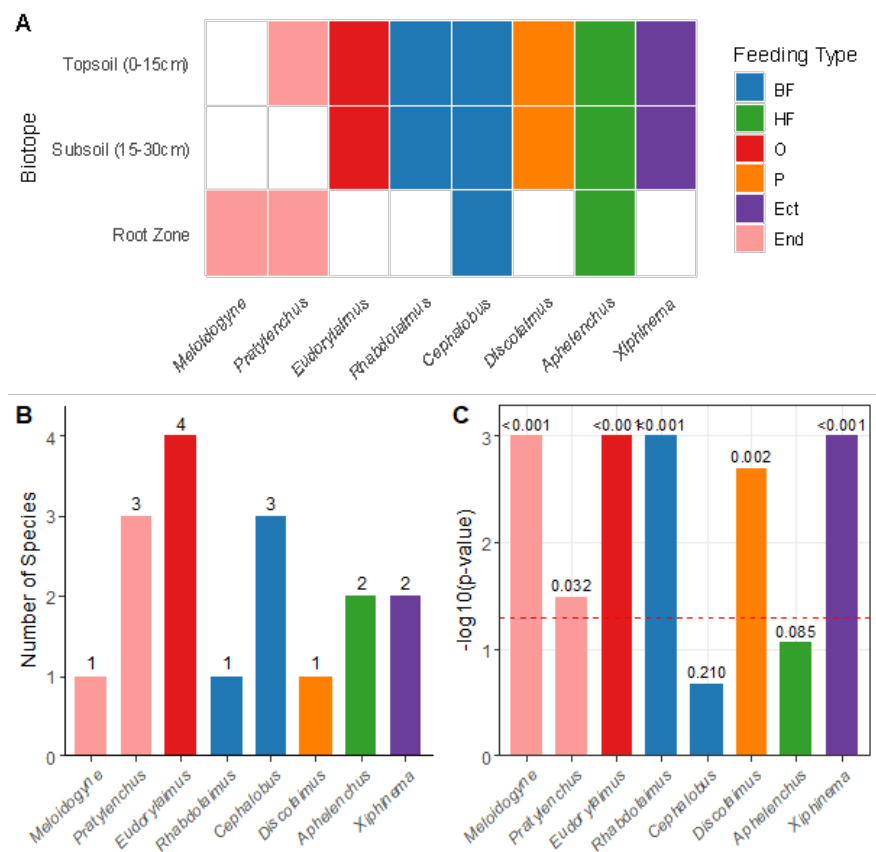 A
Biotope
Topsoil (0-15cm)
Subsoil (15-30cm)
Root Zone
Meloidogyne
Pratylenchus
Eudorylaimus
Rhabdolaimus
Cephalobus
Discolaimus
Aphelenchus
Xiphinema
Feeding Type
BF
HF
O
P
Ect
End
B
Number of Species
4
3
2
1
0
1
3
4
1
3
1
2
2
Meloidogyne
Pratylenchus
Eudorylaimus
Rhabdolaimus
Cephalobus
Discolaimus
Aphelenchus
Xiphinema
C
-log10(p-value)
3
2
1
0
<0.001
0.032
<0.001
<0.001
0.210
0.002
0.085
<0.001
Meloidogyne
Pratylenchus
Eudorylaimus
Rhabdolaimus
Cephalobus
Discolaimus
Aphelenchus
Xiphinema